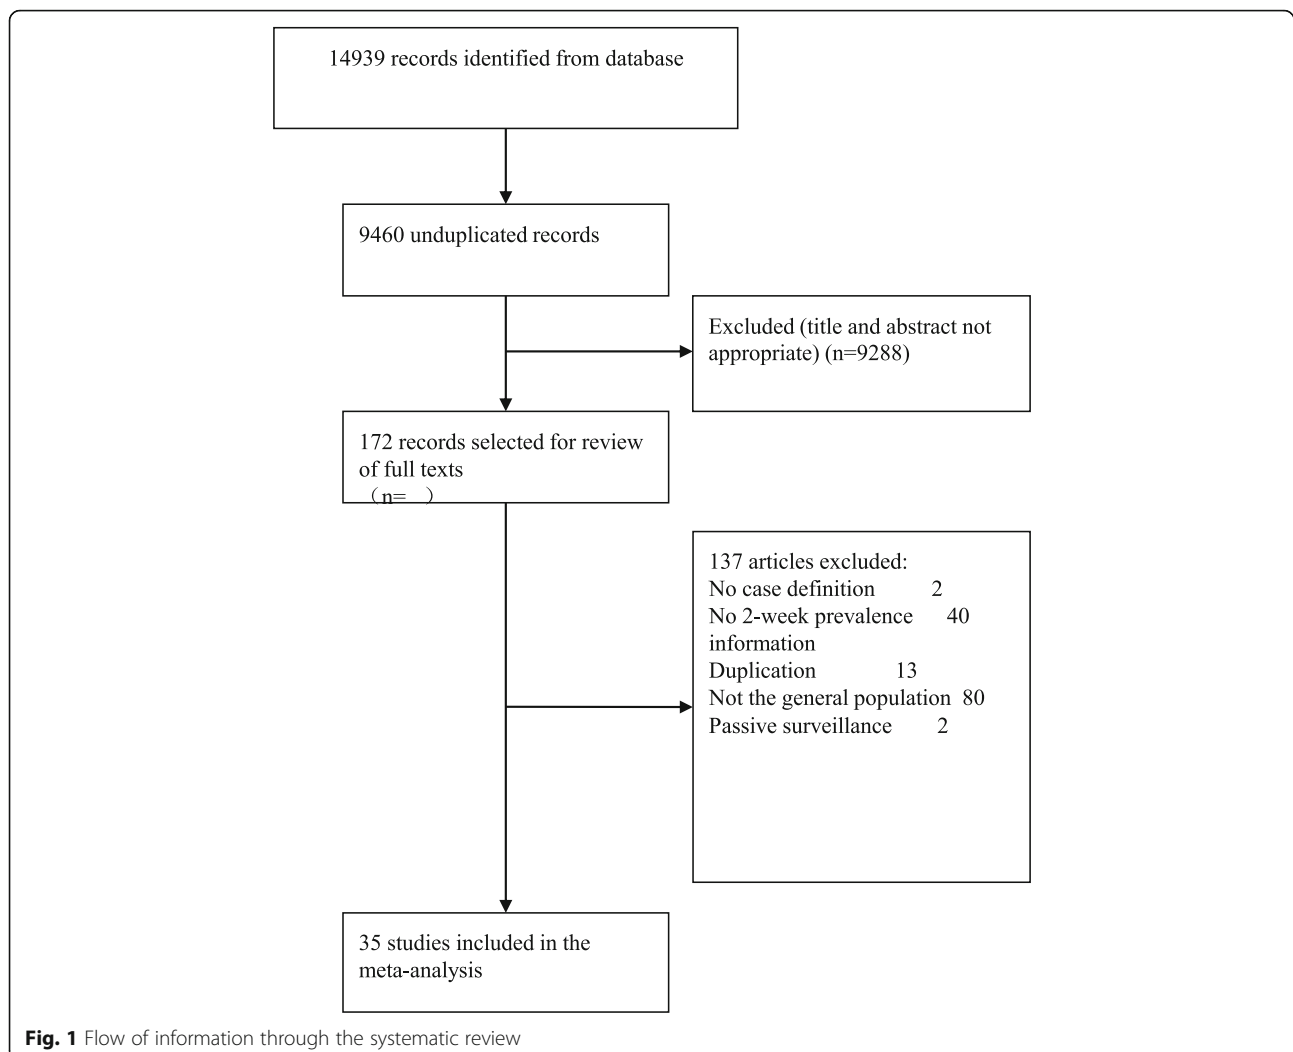 14939 records identified from database
9460 unduplicated records
Excluded (title and abstract not
appropriate) (n=9288)
172 records selected for review
of full texts
（n= ）
137 articles excluded:
No case definition 2
No 2-week prevalence 40
information
Duplication 13
Not the general population 80
Passive surveillance 2
35 studies included in the
meta-analysis
Fig. 1 Flow of information through the systematic review